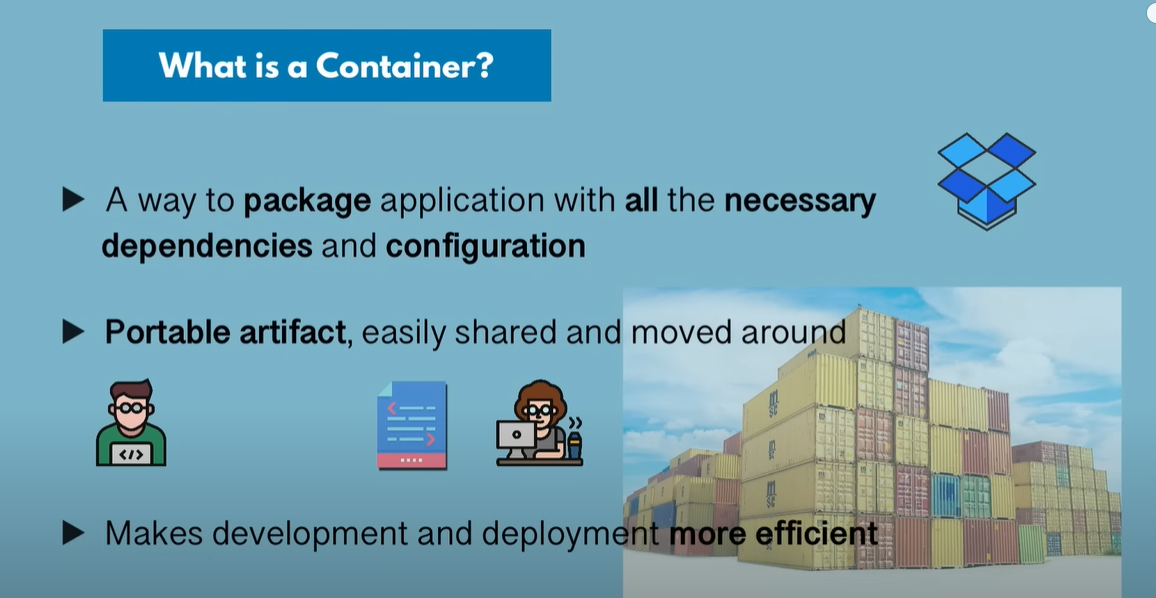 What is a Container?
A way to package application with all the necessary
dependencies and configuration
Portable artifact, easily shared and moved around
</>
Makes development and deployment more efficient